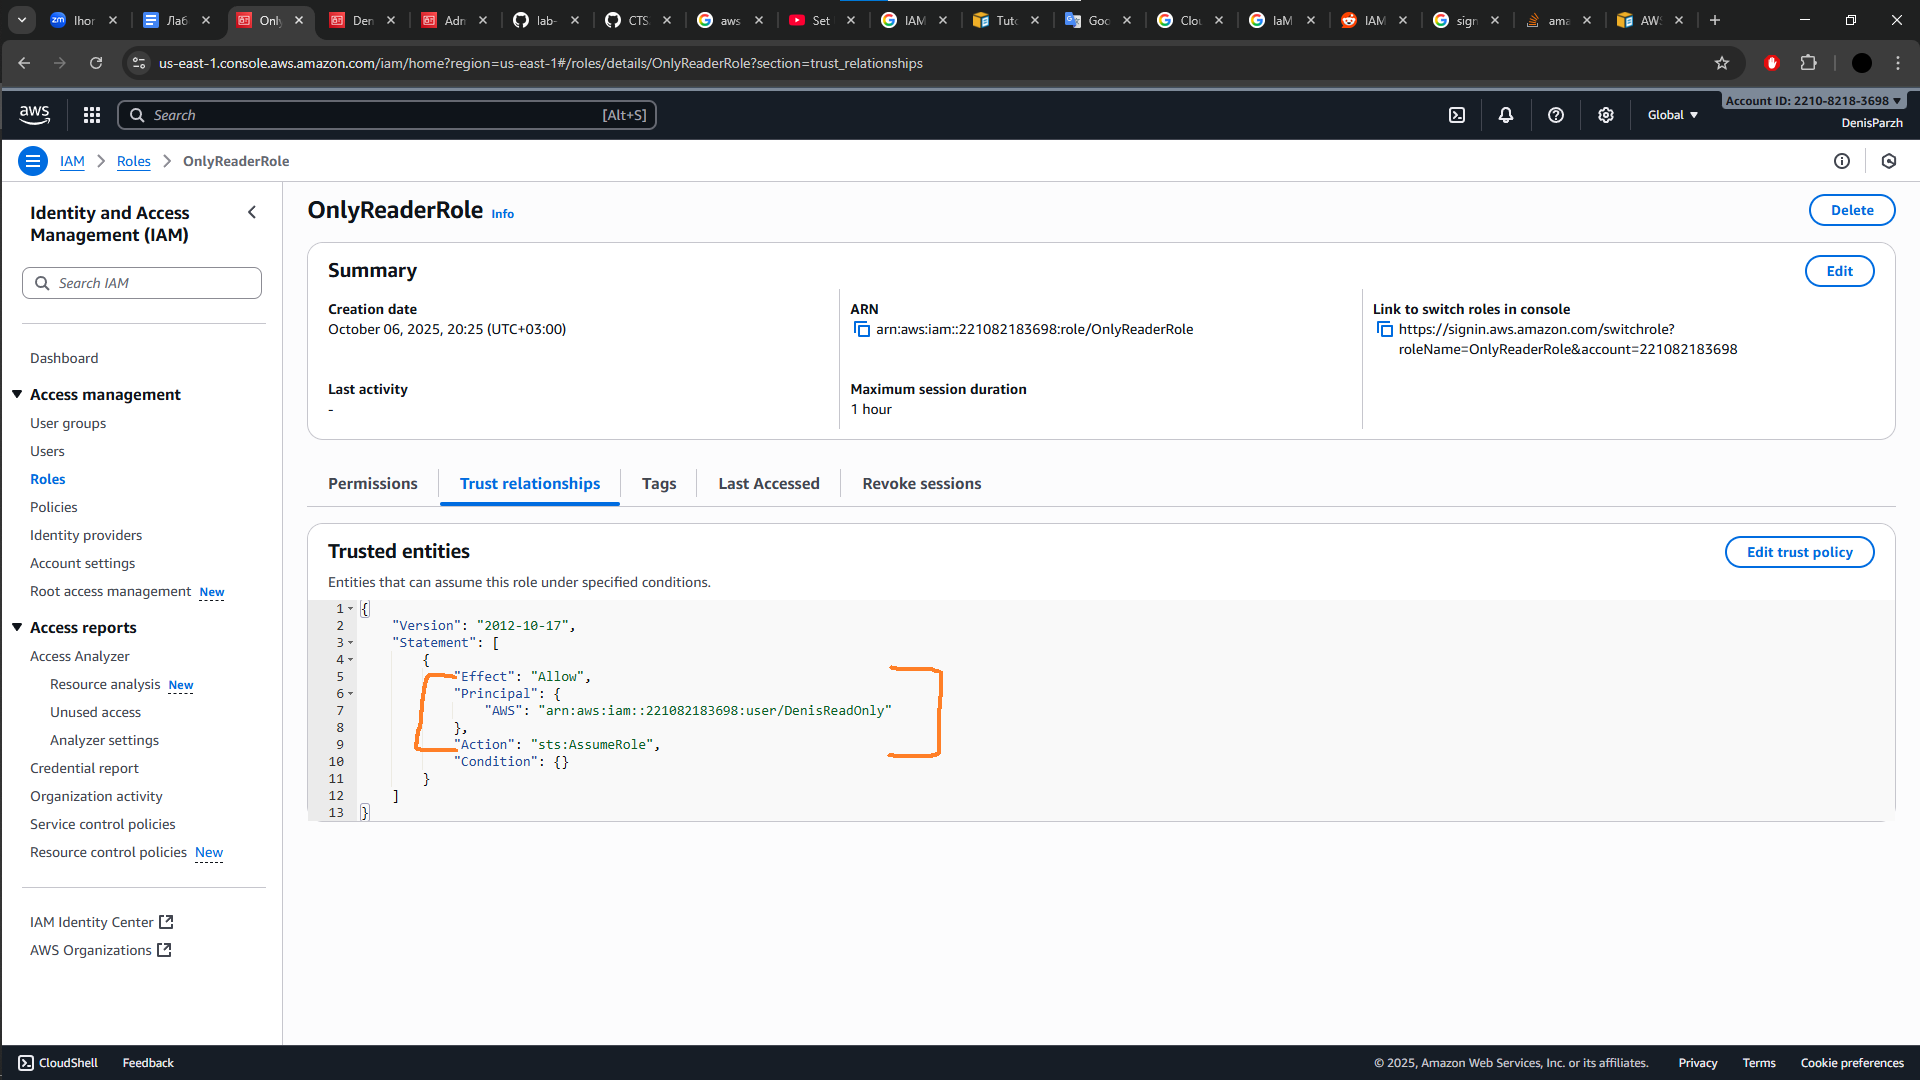 Ihor
Лаб
Only
Den
Adn
lab-
CTS
aws
Set
IAM
Tuto
Goo
Clou
IaM
IAM
sign
ama
AWS
us-east-1.console.aws.amazon.com/iam/home?region=us-east-1#/roles/details/OnlyReaderRole?section=trust_relationships
aws
Search
[Alt+S]
Global
Account ID: 2210-8218-3698
DenisParzh
IAM
Roles
OnlyReaderRole
Identity and Access
Management (IAM)
Search IAM
Dashboard
Access management
User groups
Users
Roles
Policies
Identity providers
Account settings
Root access management New
Access reports
Access Analyzer
Resource analysis New
Unused access
Analyzer settings
Credential report
Organization activity
Service control policies
Resource control policies New
IAM Identity Center
AWS Organizations
OnlyReaderRole Info
Delete
Summary
Edit
Creation date
October 06, 2025, 20:25 (UTC+03:00)
ARN
arn:aws:iam::221082183698:role/OnlyReaderRole
Link to switch roles in console
https://signin.aws.amazon.com/switchrole?
roleName=OnlyReaderRole&account=221082183698
Last activity
-
Maximum session duration
1 hour
Permissions
Trust relationships
Tags
Last Accessed
Revoke sessions
Trusted entities
Edit trust policy
Entities that can assume this role under specified conditions.
1 {
2 "Version": "2012-10-17",
3 "Statement": [
4 {
5 "Effect": "Allow",
6 "Principal": {
7 "AWS": "arn:aws:iam::221082183698:user/DenisReadOnly"
8 },
9 "Action": "sts:AssumeRole",
10 "Condition": {}
11 }
12 ]
13 }
CloudShell
Feedback
© 2025, Amazon Web Services, Inc. or its affiliates.
Privacy
Terms
Cookie preferences